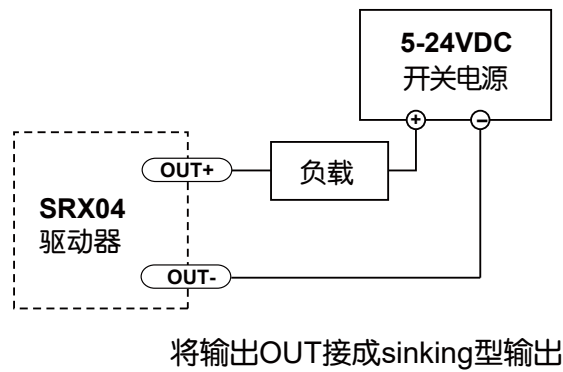 5-24VDC
开关电源
+ −
OUT+
负载
SRX04
驱动器
OUT-
将输出OUT接成sinking型输出